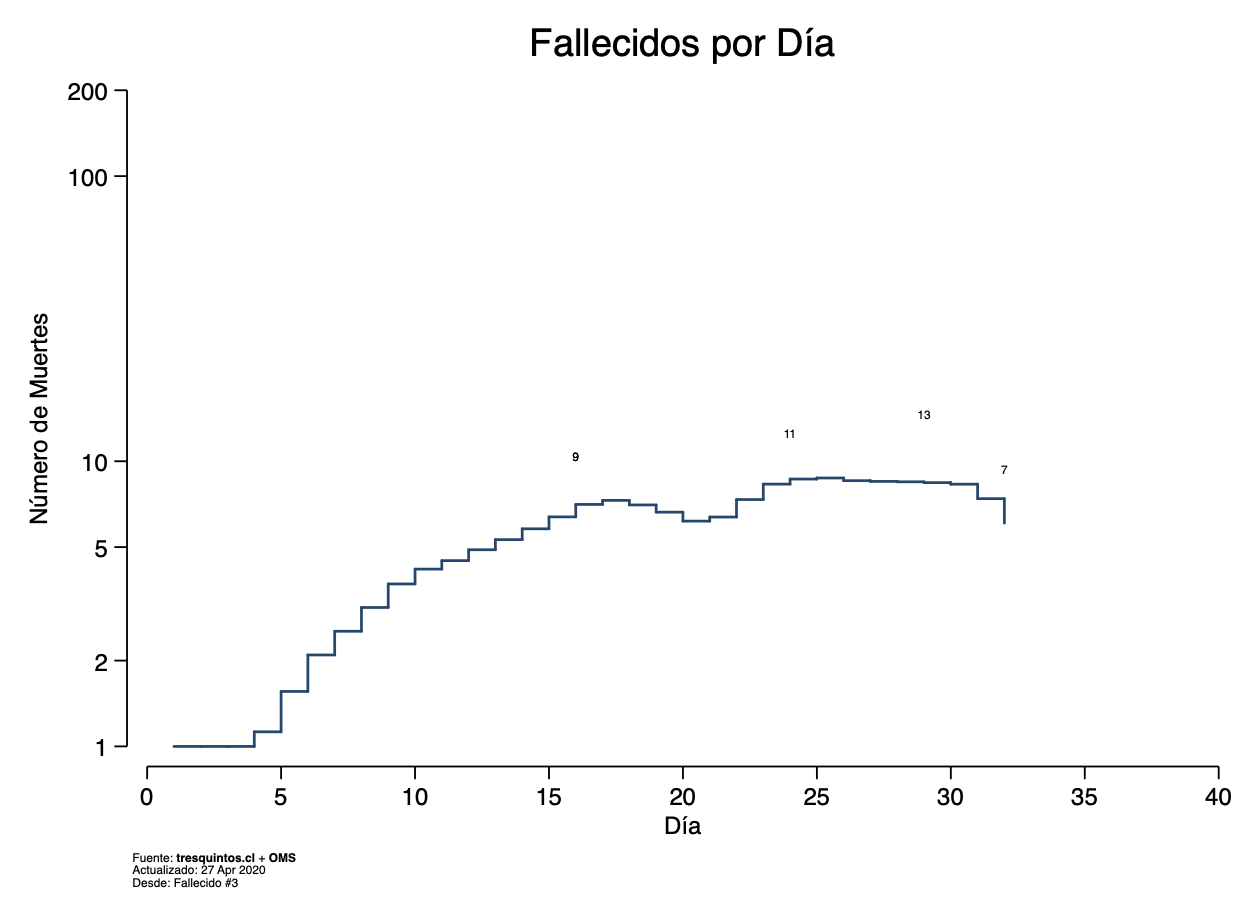 Fallecidos por Día
200
100
10
5
2
1
Número de Muertes
9
11
13
7
0 5 10 15 20 25 30 35 40
Día
Fuente: tresquintos.cl + OMS
Actualizado: 27 Apr 2020
Desde: Fallecido #3